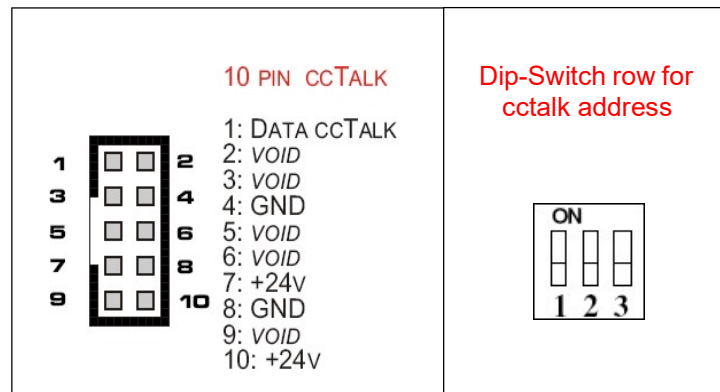 10 PIN CCTALK
1: DATA CCTALK
2: VOID
3: VOID
4: GND
5: VOID
6: VOID
7: +24V
8: GND
9: VOID
10: +24V
1 2
3 4
5 6
7 8
9 10
Dip-Switch row for
cctalk address
ON
1 2 3